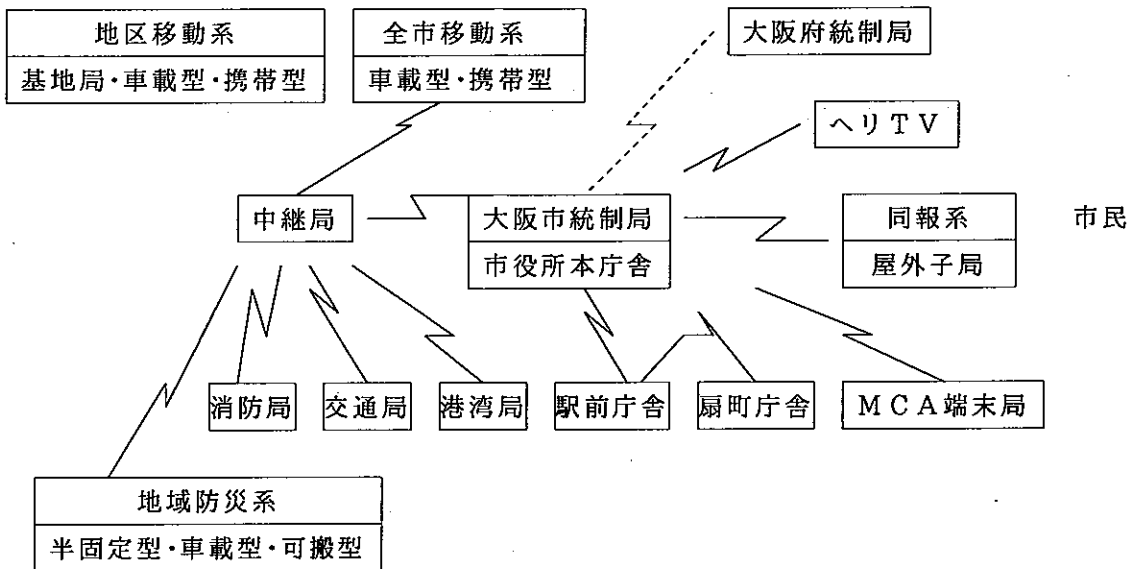 地区移動系
基地局・車載型・携帯型
全市移動系
車載型・携帯型
大阪府統制局
ヘリTV
中継局
大阪市統制局
市役所本庁舎
同報系
屋外子局
市民
消防局
交通局
港湾局
駅前庁舎
扇町庁舎
MCA端末局
地域防災系
半固定型・車載型・可搬型